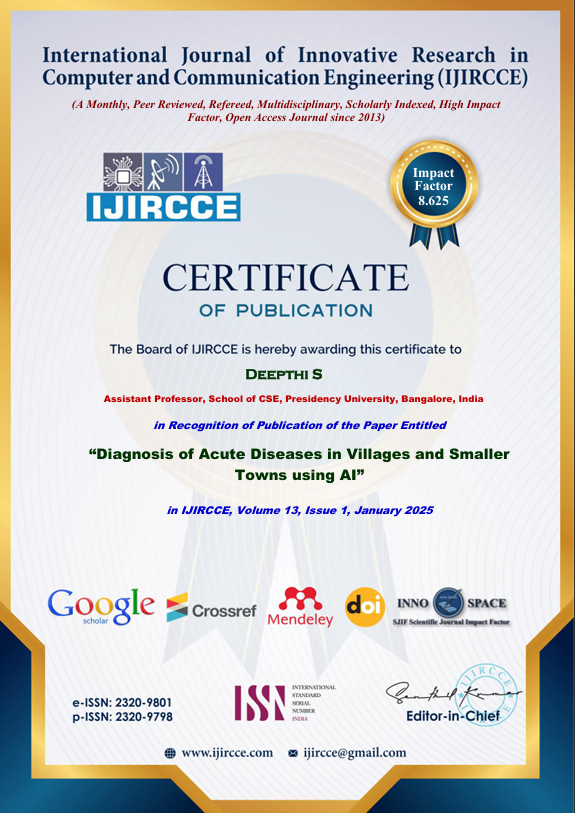 International Journal of Innovative Research in
Computer and Communication Engineering (IJIRCCE)
(A Monthly, Peer Reviewed, Refereed, Multidisciplinary, Scholarly Indexed, High Impact
Factor, Open Access Journal since 2013)
IJIRCCE
Impact
Factor
8.625
CERTIFICATE
OF PUBLICATION
The Board of IJIRCCE is hereby awarding this certificate to
DEEPTHI S
Assistant Professor, School of CSE, Presidency University, Bangalore, India
in Recognition of Publication of the Paper Entitled
“Diagnosis of Acute Diseases in Villages and Smaller
Towns using AI”
in IJIRCCE, Volume 13, Issue 1, January 2025
Google
scholar
Crossref
Mendeley
doi
INNO SPACE
SJIF Scientific Journal Impact Factor
e-ISSN: 2320-9801
p-ISSN: 2320-9798
ISSN
INTERNATIONAL
STANDARD
SERIAL
NUMBER
INDIA
IJIRCCE
Editor-in-Chief
www.ijircce.com ijircce@gmail.com